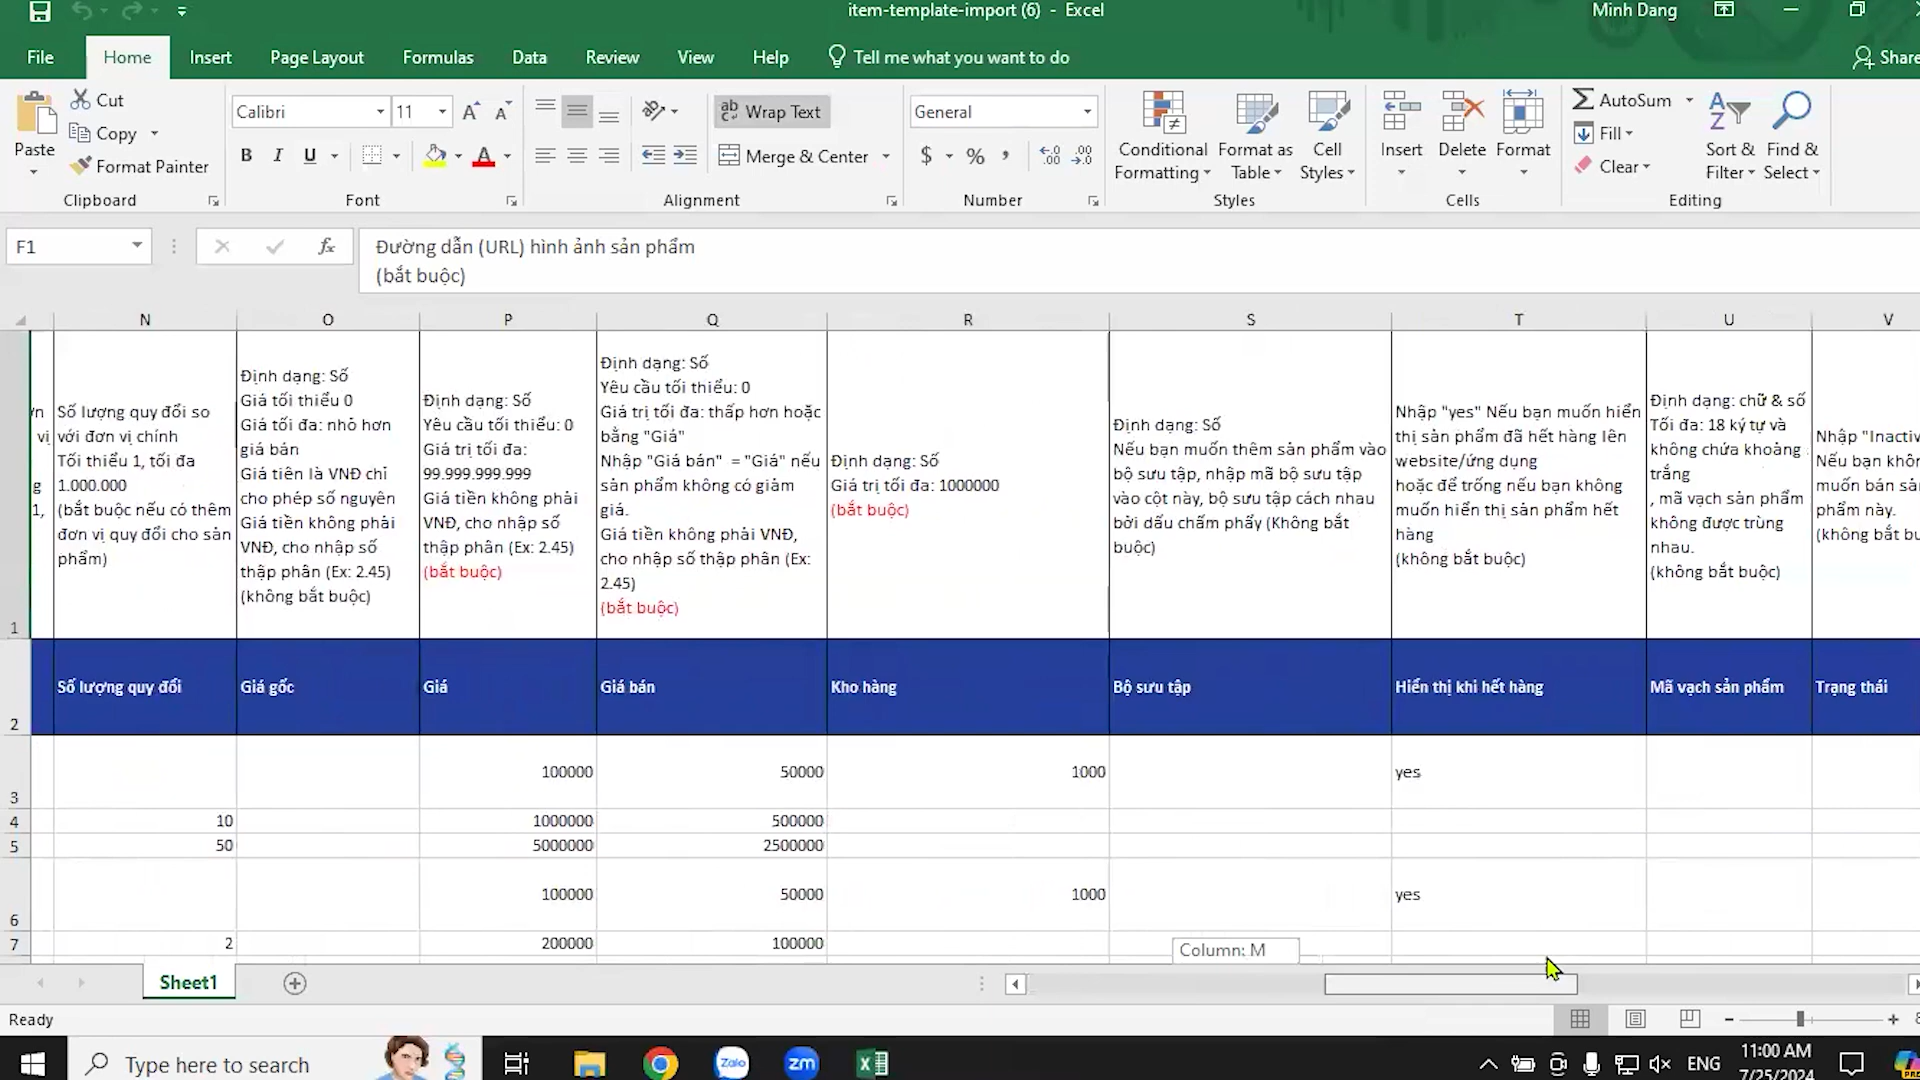 item-template-import (6) - Excel
Minh Dang
File
Home
Insert
Page Layout
Formulas
Data
Review
View
Help
Tell me what you want to do
Share
Paste
Cut
Copy
Format Painter
Clipboard
Calibri
11
B I U
Font
Wrap Text
Merge & Center
Alignment
General
$ % ,
Number
Conditional
Formatting
Format as
Table
Cell
Styles
Styles
Insert
Delete
Format
Cells
AutoSum
Fill
Clear
Sort &
Filter
Find &
Select
Editing
F1
fx
Đường dẫn (URL) hình ảnh sản phẩm
(bắt buộc)
N O P Q R S T U V
vị
g
1,
Số lượng quy đổi so
với đơn vị chính
Tối thiểu 1, tối đa
1.000.000
(bắt buộc nếu có thêm
đơn vị quy đổi cho sản
phẩm)
Định dạng: Số
Giá tối thiểu 0
Giá tối đa: nhỏ hơn
giá bán
Giá tiên là VNĐ chỉ
cho phép số nguyên
Giá tiền không phải
VNĐ, cho nhập số
thập phân (Ex: 2.45)
(không bắt buộc)
Định dạng: Số
Yêu cầu tối thiểu: 0
Giá trị tối đa:
99.999.999.999
Giá tiền không phải
VNĐ, cho nhập số
thập phân (Ex: 2.45)
(bắt buộc)
Định dạng: Số
Yêu cầu tối thiểu: 0
Giá trị tối đa: thấp hơn hoặc
bằng "Giá"
Nhập "Giá bán" = "Giá" nếu
sản phẩm không có giảm
giá.
Giá tiền không phải VNĐ,
cho nhập số thập phân (Ex:
2.45)
(bắt buộc)
Định dạng: Số
Giá trị tối đa: 1000000
(bắt buộc)
Định dạng: Số
Nếu bạn muốn thêm sản phẩm vào
bộ sưu tập, nhập mã bộ sưu tập
vào cột này, bộ sưu tập cách nhau
bởi dấu chấm phẩy (Không bắt
buộc)
Nhập "yes" Nếu bạn muốn hiển
thị sản phẩm đã hết hàng lên
website/ứng dụng
hoặc để trống nếu bạn không
muốn hiển thị sản phẩm hết
hàng
(không bắt buộc)
Định dạng: chữ & số
Tối đa: 18 ký tự và
không chứa khoảng
trắng
, mã vạch sản phẩm
không được trùng
nhau.
(không bắt buộc)
Nhập "Inactiv
Nếu bạn khôn
muốn bán sản
phẩm này.
(không bắt bu
1
2 Số lượng quy đổi Giá gốc Giá Giá bán Kho hàng Bộ sưu tập Hiển thị khi hết hàng Mã vạch sản phẩm Trạng thái
3 100000 50000 1000 yes
4 10 1000000 500000
5 50 5000000 2500000
6 100000 50000 1000 yes
7 2 200000 100000
Column: M
Sheet1
Ready
Type here to search
Zalo
zm
ENG
11:00 AM
7/25/2024
PRE